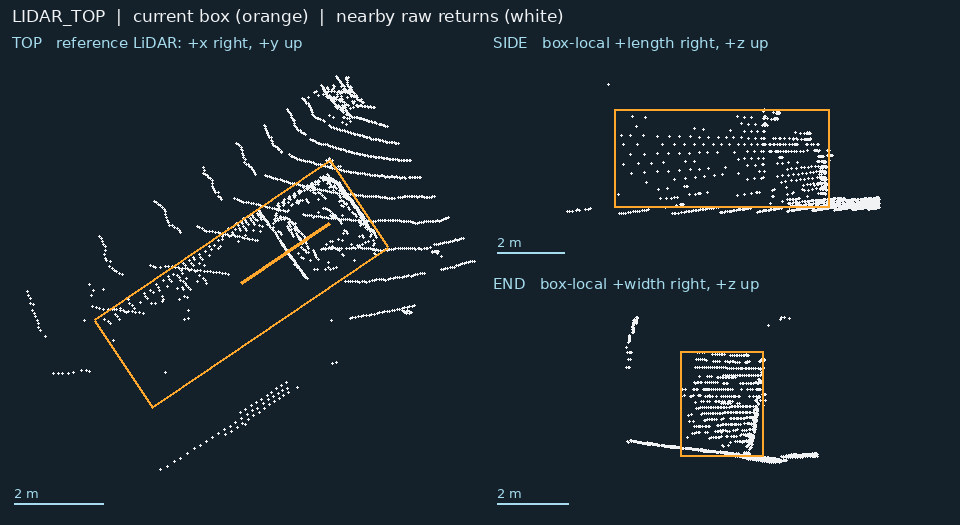 LIDAR_TOP | current box (orange) | nearby raw returns (white)
TOP reference LiDAR: +x right, +y up
SIDE box-local +length right, +z up
2 m
END box-local +width right, +z up
2 m
2 m